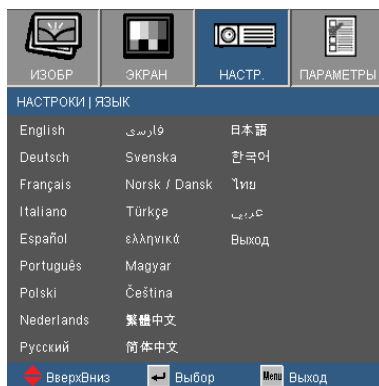 ИЗОБР ЭКРАН НАСТР. ПАРАМЕТРЫ
НАСТРОКИ | ЯЗЫК
English فارسی 日本語
Deutsch Svenska 한국어
Français Norsk / Dansk ไทย
Italiano Türkçe عربي
Español ελληνικά Выход
Português Magyar
Polski Čeština
Nederlands 繁體中文
Русский 简体中文
ВверхВниз Выбор Menu Выход